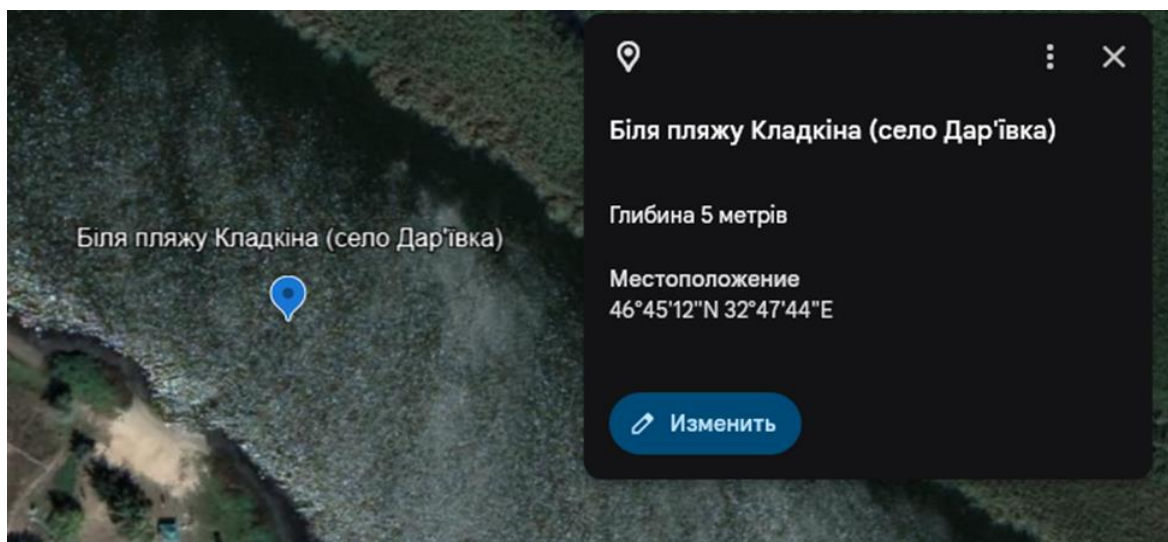 Біля пляжу Кладкіна (село Дар'ївка)
Біля пляжу Кладкіна (село Дар'ївка)
Глибина 5 метрів
Местоположение
46°45'12"N 32°47'44"E
Изменить